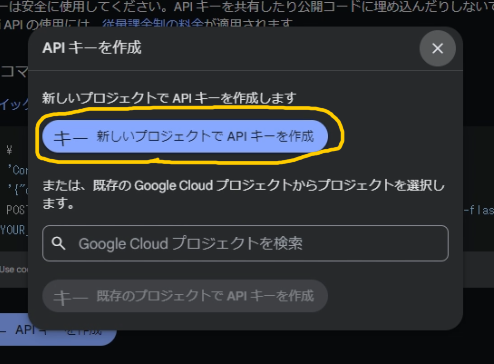 ーは安全に使用してください。API キーを共有したり公開コードに埋め込んだりしないで
API の使用には、従量課金制の料金が適用されます。
API キーを作成
コマ
新しいプロジェクトで API キーを作成します
イック
キー 新しいプロジェクトで API キーを作成
\
'Con
'{"c
または、既存の Google Cloud プロジェクトからプロジェクトを選択し
ます。
POST
-flas
YOUR_
Google Cloud プロジェクトを検索
Use coc
キー 既存のプロジェクトで API キーを作成
ー API キーを作成